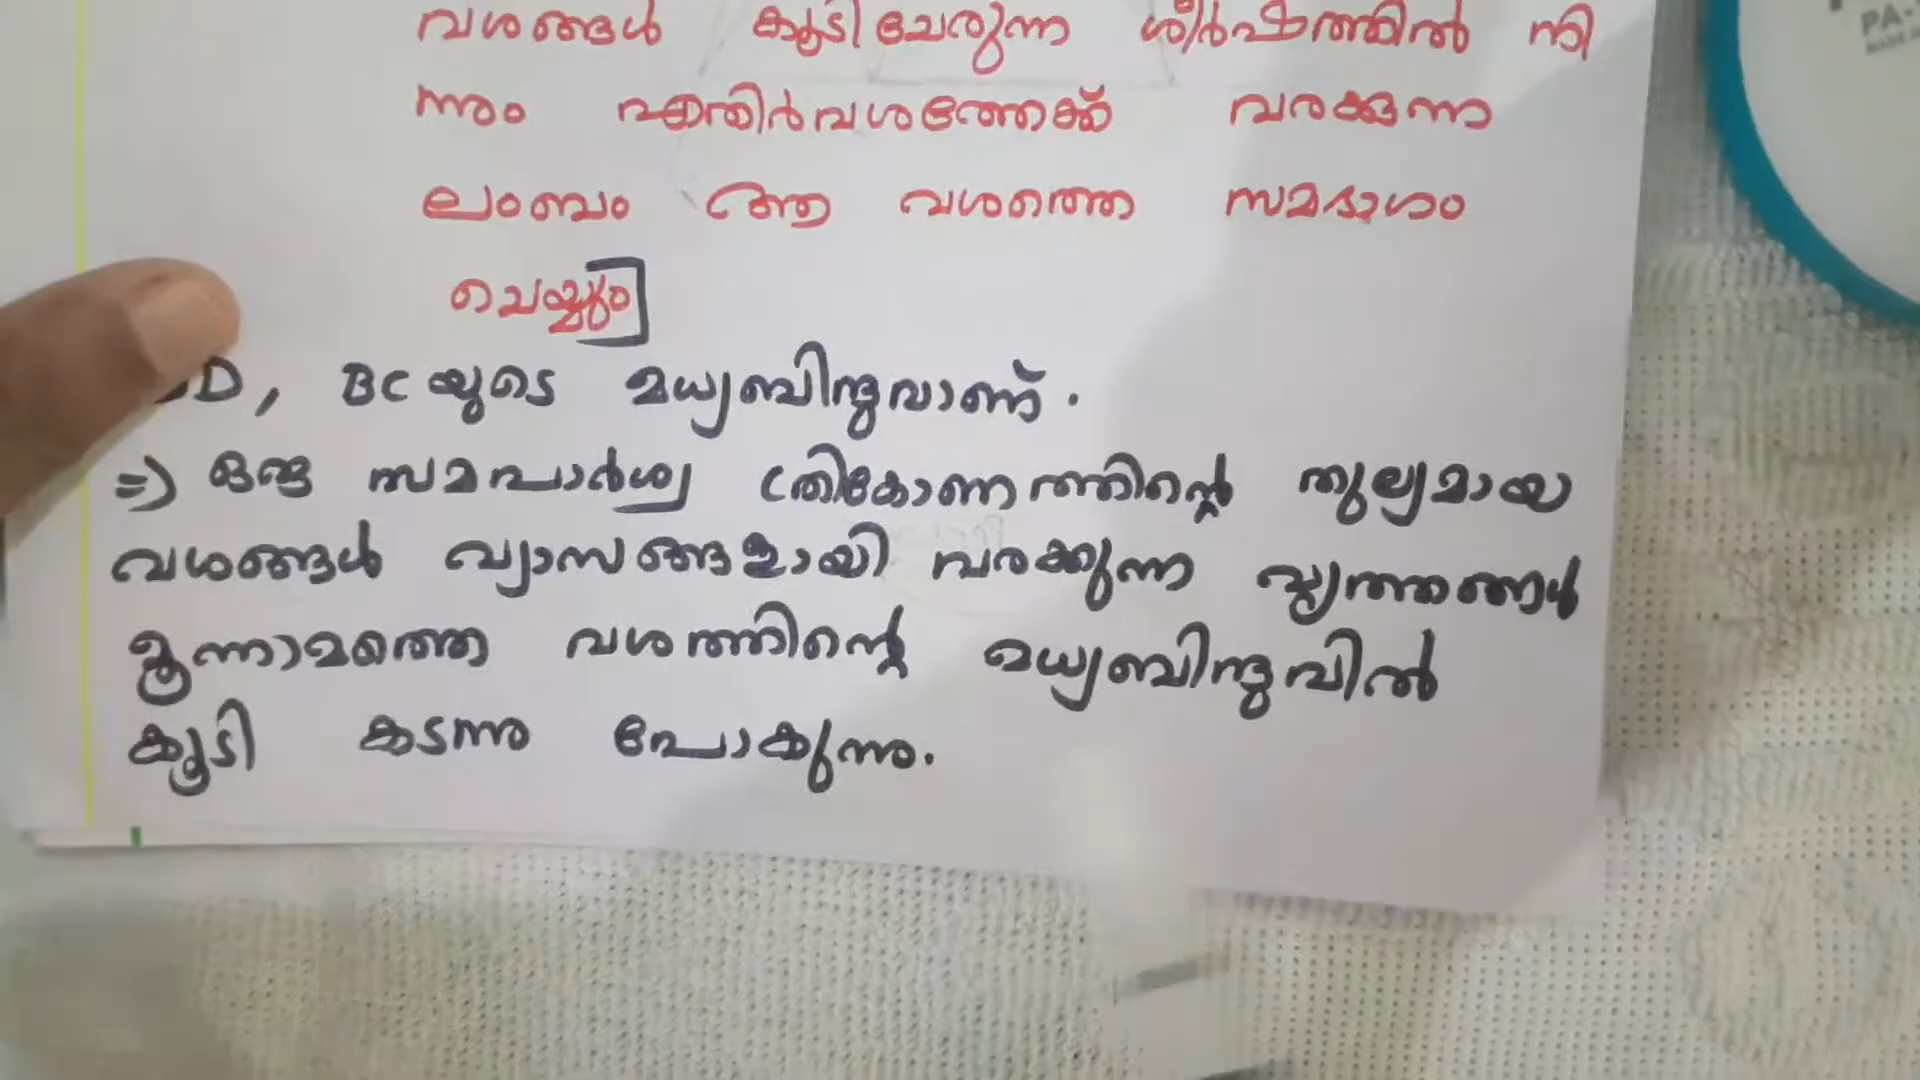 വശങ്ങൾ കൂടിചേരുന്ന ശീർഷത്തിൽ നി
ന്നും എതിർവശത്തേക്ക് വരക്കുന്ന
ലംബം ആ വശത്തെ സമഭാഗം
ചെയ്യും]
D, BC യുടെ മധ്യബിന്ദുവാണ്.
=) ഒരു സമപാർശ്വ ത്രികോണത്തിന്റെ തുല്യമായ
വശങ്ങൾ വ്യാസങ്ങളായി വരക്കുന്ന വൃത്തങ്ങൾ
മൂന്നാമത്തെ വശത്തിന്റെ മധ്യബിന്ദുവിൽ
കൂടി കടന്നു പോകുന്നു.
PA-